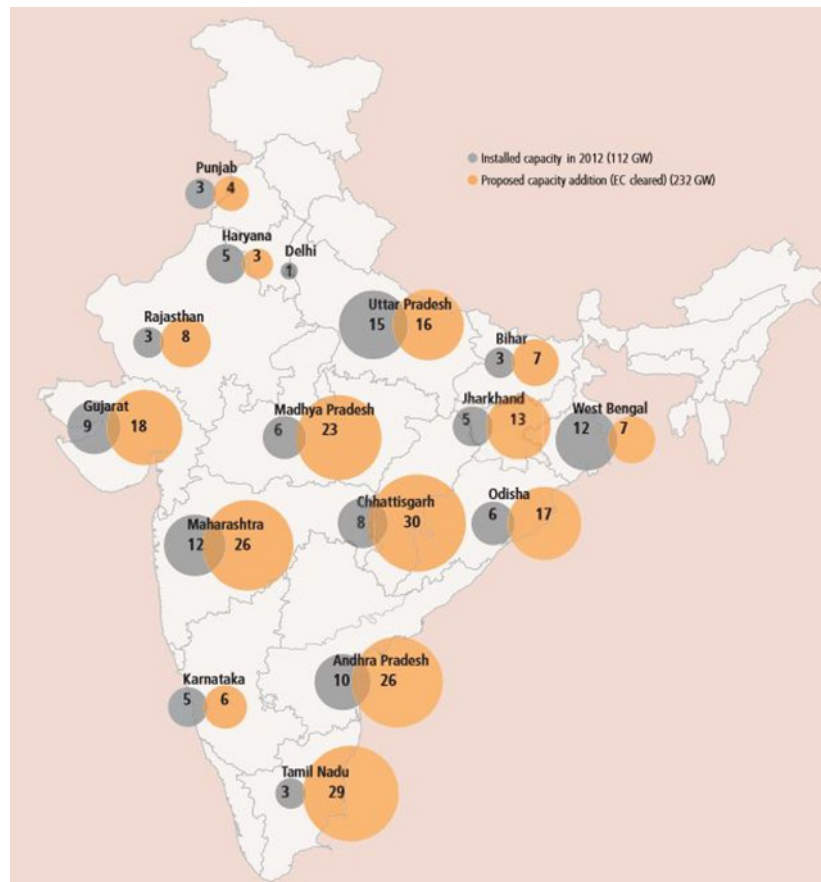 Installed capacity in 2012 (112 GW)
Proposed capacity addition (EC cleared) (232 GW)
Punjab
3 4
Haryana
5 3
Delhi
1
Uttar Pradesh
15 16
Rajasthan
3 8
Bihar
3 7
Gujarat
9 18
Madhya Pradesh
6 23
Jharkhand
5 13
West Bengal
12 7
Maharashtra
12 26
Chhattisgarh
8 30
Odisha
6 17
Andhra Pradesh
10 26
Karnataka
5 6
Tamil Nadu
3 29